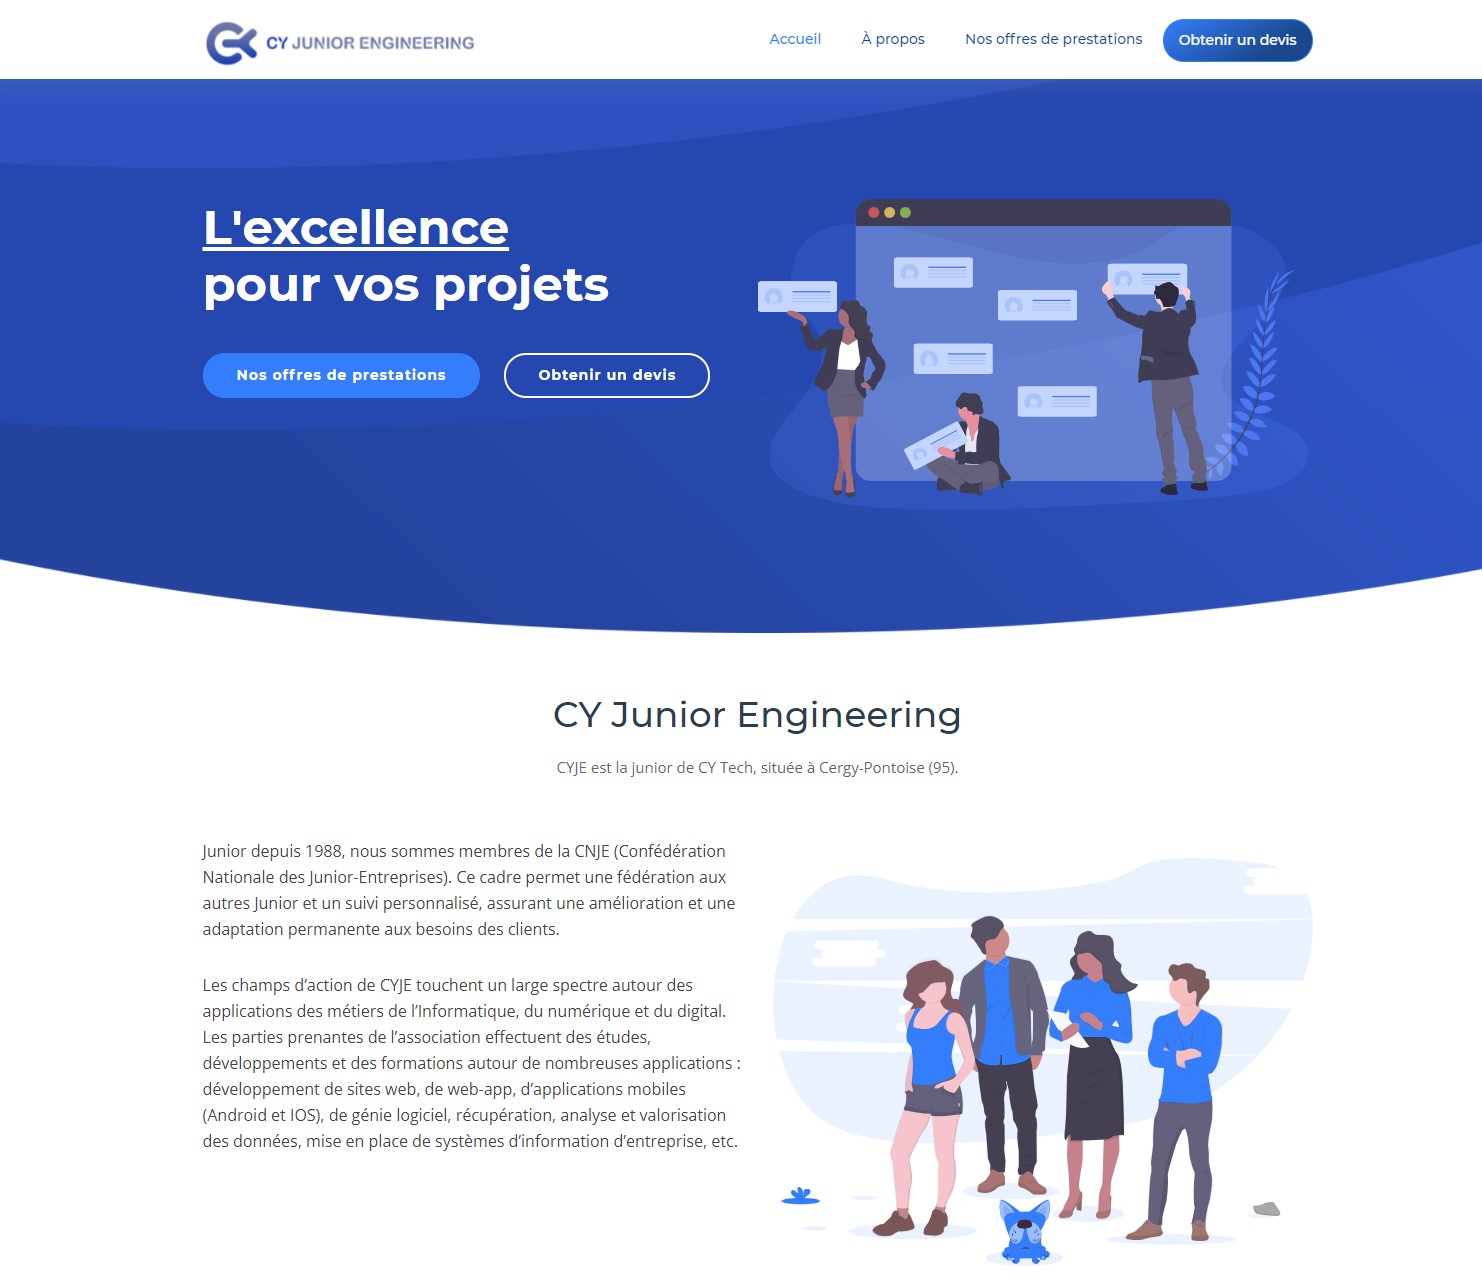 CY JUNIOR ENGINEERING
Accueil
À propos
Nos offres de prestations
Obtenir un devis
L'excellence
pour vos projets
Nos offres de prestations
Obtenir un devis
CY Junior Engineering
CYJE est la junior de CY Tech, située à Cergy-Pontoise (95).
Junior depuis 1988, nous sommes membres de la CNJE (Confédération
Nationale des Junior-Entreprises). Ce cadre permet une fédération aux
autres Junior et un suivi personnalisé, assurant une amélioration et une
adaptation permanente aux besoins des clients.
Les champs d’action de CYJE touchent un large spectre autour des
applications des métiers de l’Informatique, du numérique et du digital.
Les parties prenantes de l’association effectuent des études,
développements et des formations autour de nombreuses applications :
développement de sites web, de web-app, d’applications mobiles
(Android et IOS), de génie logiciel, récupération, analyse et valorisation
des données, mise en place de systèmes d’information d’entreprise, etc.